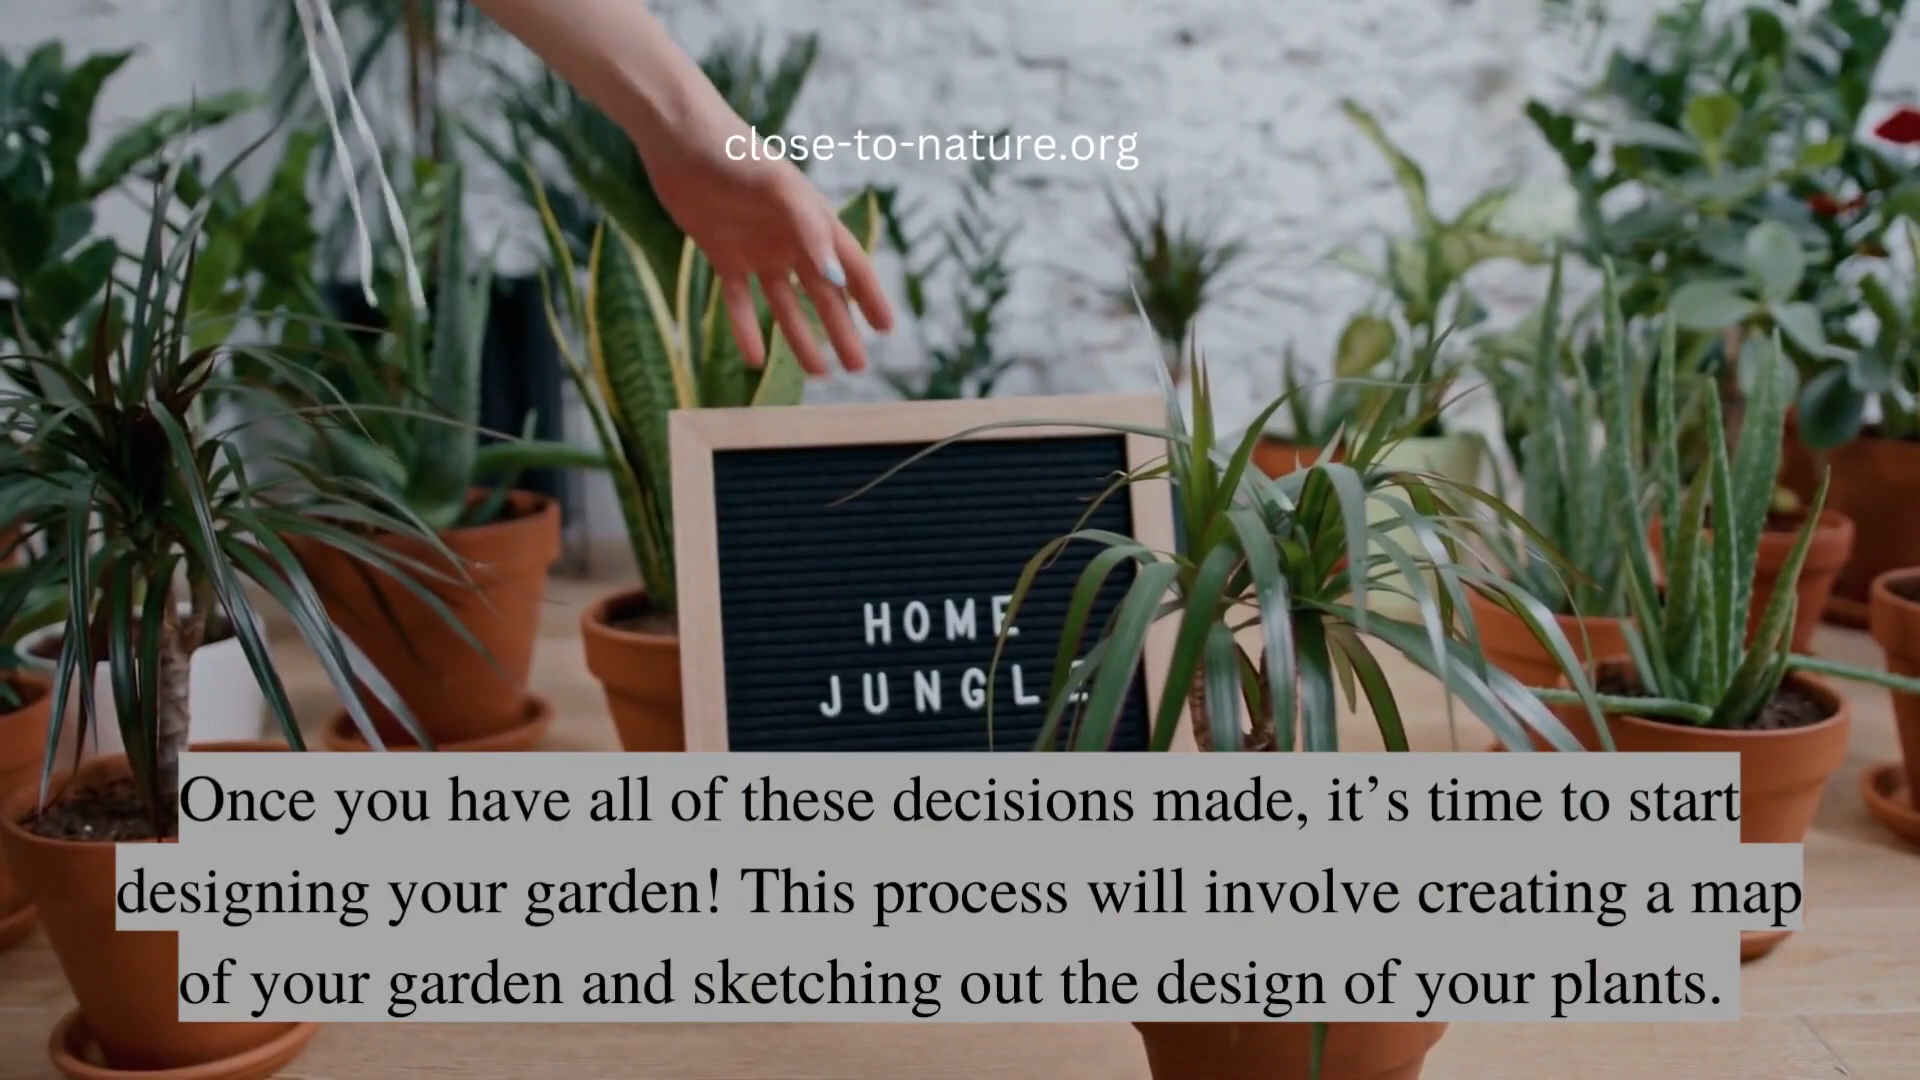 close-to-nature.org
HOME
JUNGLE
Once you have all of these decisions made, it’s time to start
designing your garden! This process will involve creating a map
of your garden and sketching out the design of your plants.